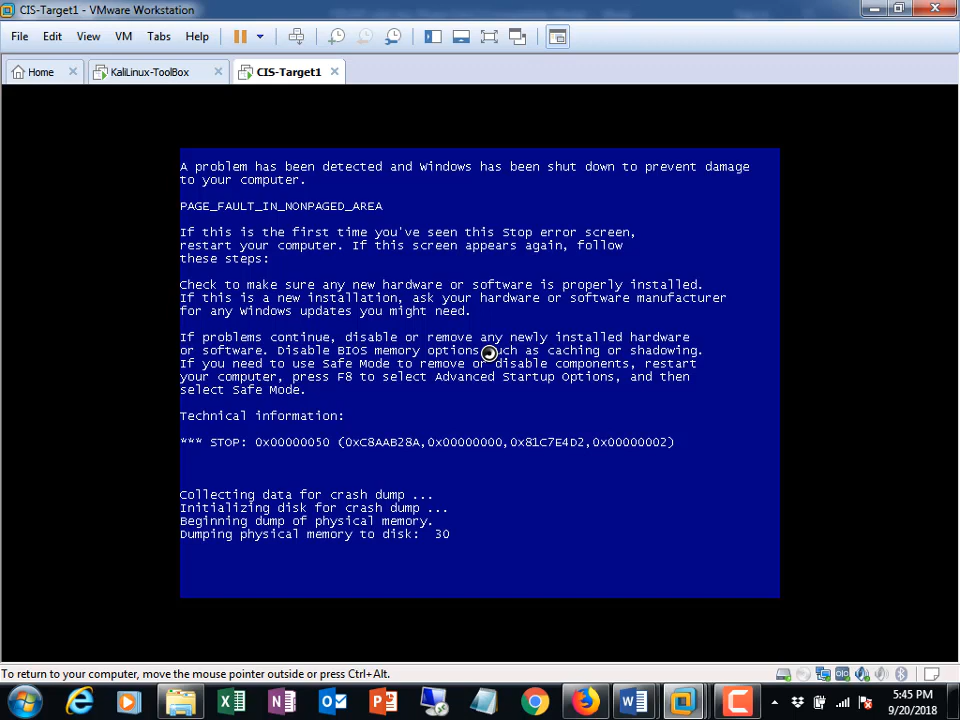 CIS-Target1 - VMware Workstation
File Edit View VM Tabs Help
Home KaliLinux-ToolBox CIS-Target1
A problem has been detected and Windows has been shut down to prevent damage
to your computer.
PAGE_FAULT_IN_NONPAGED_AREA
If this is the first time you've seen this Stop error screen,
restart your computer. If this screen appears again, follow
these steps:
Check to make sure any new hardware or software is properly installed.
If this is a new installation, ask your hardware or software manufacturer
for any Windows updates you might need.
If problems continue, disable or remove any newly installed hardware
or software. Disable BIOS memory options such as caching or shadowing.
If you need to use Safe Mode to remove or disable components, restart
your computer, press F8 to select Advanced Startup Options, and then
select Safe Mode.
Technical information:
*** STOP: 0x00000050 (0xC8AAB28A,0x00000000,0x81C7E4D2,0x00000002)
Collecting data for crash dump ...
Initializing disk for crash dump ...
Beginning dump of physical memory.
Dumping physical memory to disk: 30
To return to your computer, move the mouse pointer outside or press Ctrl+Alt.
5:45 PM
9/20/2018